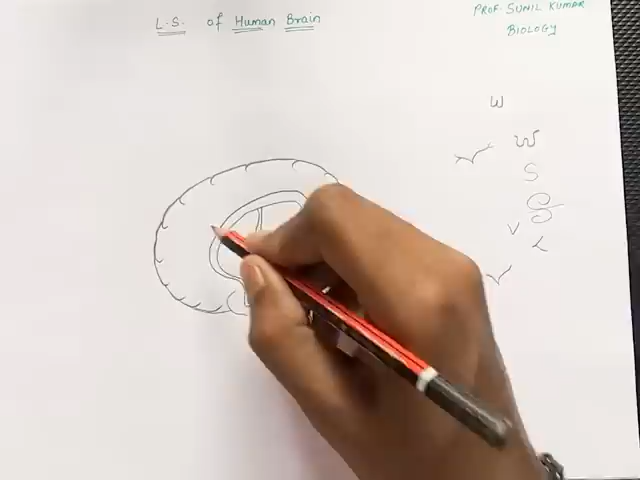 L.S. of Human Brain
PROF. SUNIL KUMAR
BIOLOGY
W
W
S
S
V
L